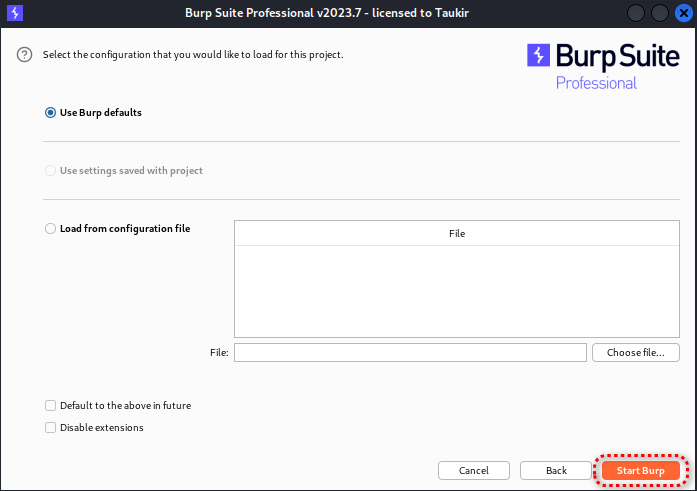 Burp Suite Professional v2023.7 - licensed to Taukir
Select the configuration that you would like to load for this project.
Burp Suite
Professional
Use Burp defaults
Use settings saved with project
Load from configuration file
File
File:
Choose file...
Default to the above in future
Disable extensions
Cancel
Back
Start Burp